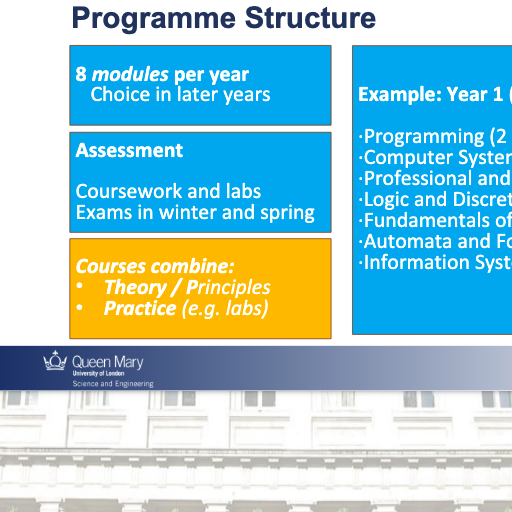 Programme Structure
8 modules per year
Choice in later years
Assessment
Coursework and labs
Exams in winter and spring
Courses combine:
• Theory / Principles
• Practice (e.g. labs)
Example: Year 1 (
·Programming (2
·Computer System
·Professional and
·Logic and Discret
·Fundamentals of
·Automata and Fo
·Information Syst
Queen Mary
University of London
Science and Engineering